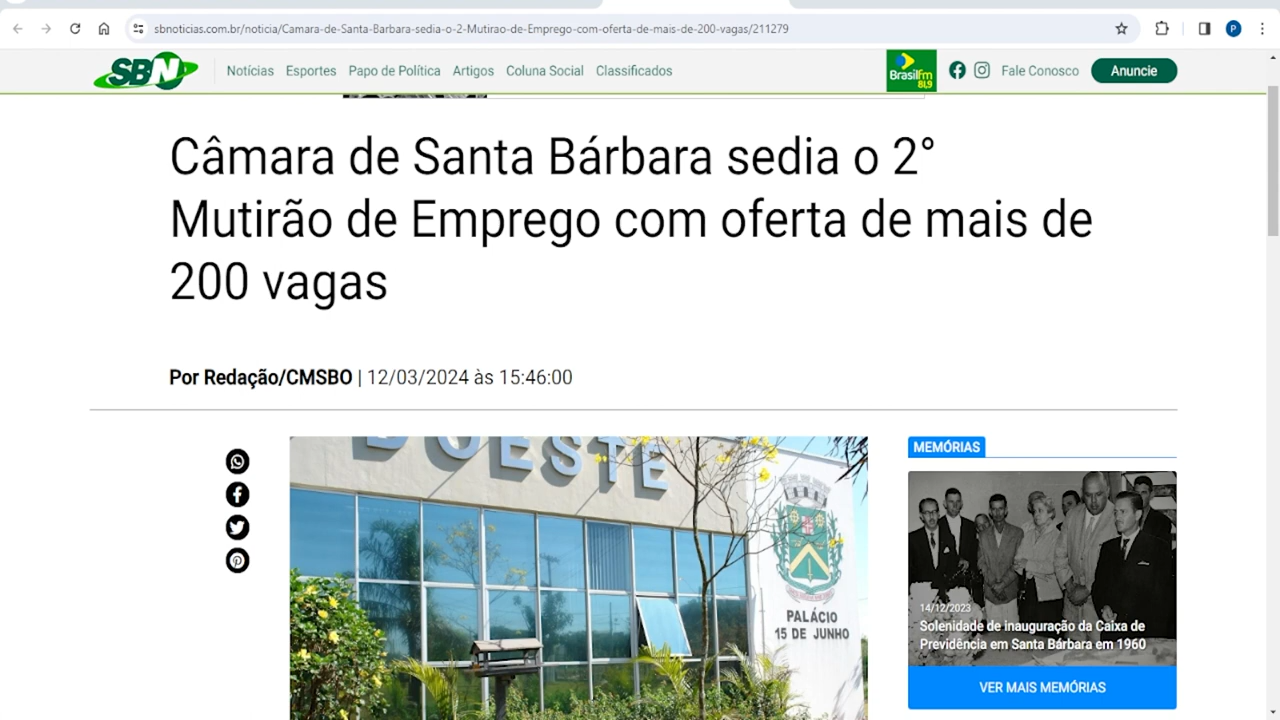 sbnoticias.com.br/noticia/Camara-de-Santa-Barbara-sedia-o-2-Mutirao-de-Emprego-com-oferta-de-mais-de-200-vagas/211279
P
SBN
Notícias Esportes Papo de Política Artigos Coluna Social Classificados
Brasil fm
81,9
Fale Conosco
Anuncie
Câmara de Santa Bárbara sedia o 2°
Mutirão de Emprego com oferta de mais de
200 vagas
Por Redação/CMSBO | 12/03/2024 às 15:46:00
D'OESTE
PALÁCIO
15 DE JUNHO
MEMÓRIAS
14/12/2023
Solenidade de inauguração da Caixa de
Previdência em Santa Bárbara em 1960
VER MAIS MEMÓRIAS